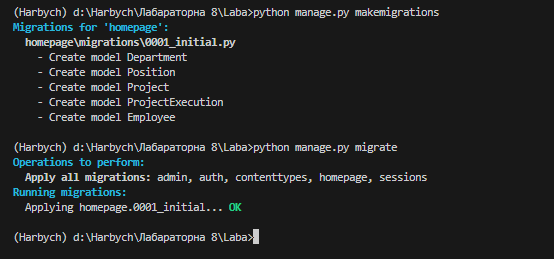 (Harbych) d:\Harbych\Лабараторна 8\Laba>python manage.py makemigrations
Migrations for 'homepage':
homepage\migrations\0001_initial.py
- Create model Department
- Create model Position
- Create model Project
- Create model ProjectExecution
- Create model Employee
(Harbych) d:\Harbych\Лабараторна 8\Laba>python manage.py migrate
Operations to perform:
Apply all migrations: admin, auth, contenttypes, homepage, sessions
Running migrations:
Applying homepage.0001_initial... OK
(Harbych) d:\Harbych\Лабараторна 8\Laba>